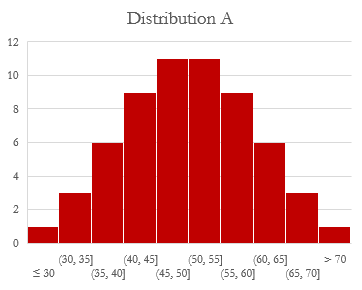 Distribution A
12
10
8
6
4
2
0
(30, 35] (40, 45] (50, 55] (60, 65] > 70
≤ 30 (35, 40] (45, 50] (55, 60] (65, 70]